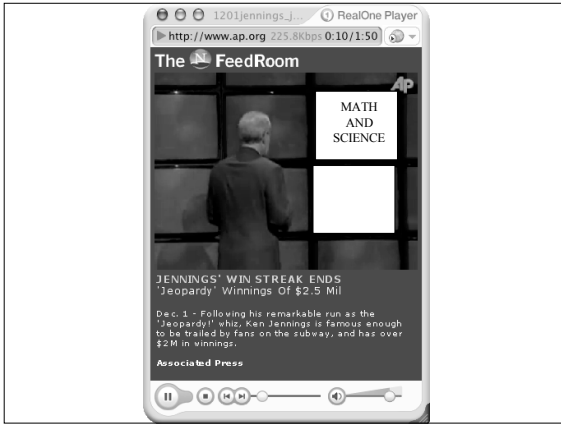 1201jennings_j... RealOne Player
http://www.ap.org 225.8Kbps 0:10/1:50
The N FeedRoom
AP
MATH
AND
SCIENCE
JENNINGS' WIN STREAK ENDS
'Jeopardy' Winnings Of $2.5 Mil
Dec. 1 - Following his remarkable run as the
'Jeopardy!' whiz, Ken Jennings is famous enough
to be trailed by fans on the subway, and has over
$2M in winnings.
Associated Press